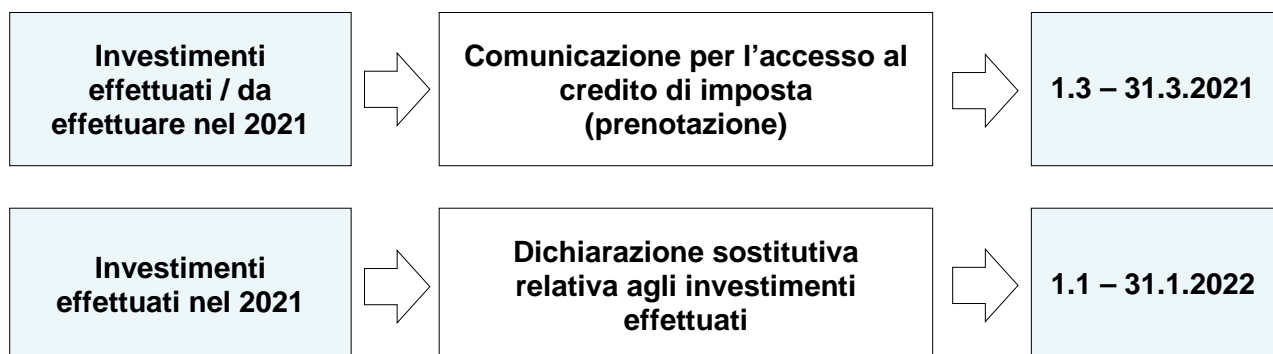 Investimenti
effettuati / da
effettuare nel 2021
Comunicazione per l’accesso al
credito di imposta
(prenotazione)
1.3 – 31.3.2021
Investimenti
effettuati nel 2021
Dichiarazione sostitutiva
relativa agli investimenti
effettuati
1.1 – 31.1.2022